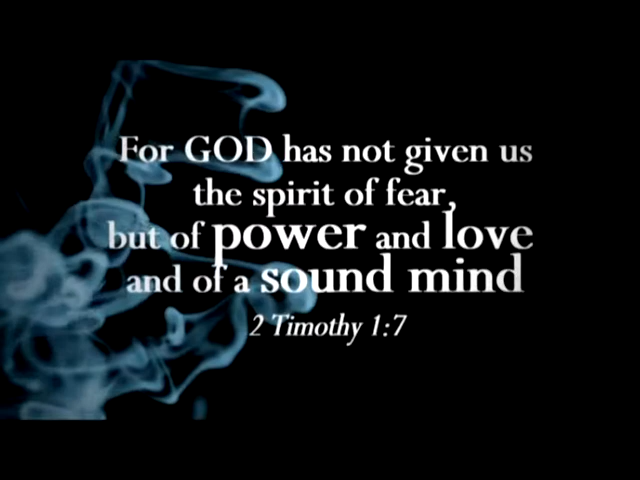 For GOD has not given us
the spirit of fear,
but of power and love
and of a sound mind
2 Timothy 1:7